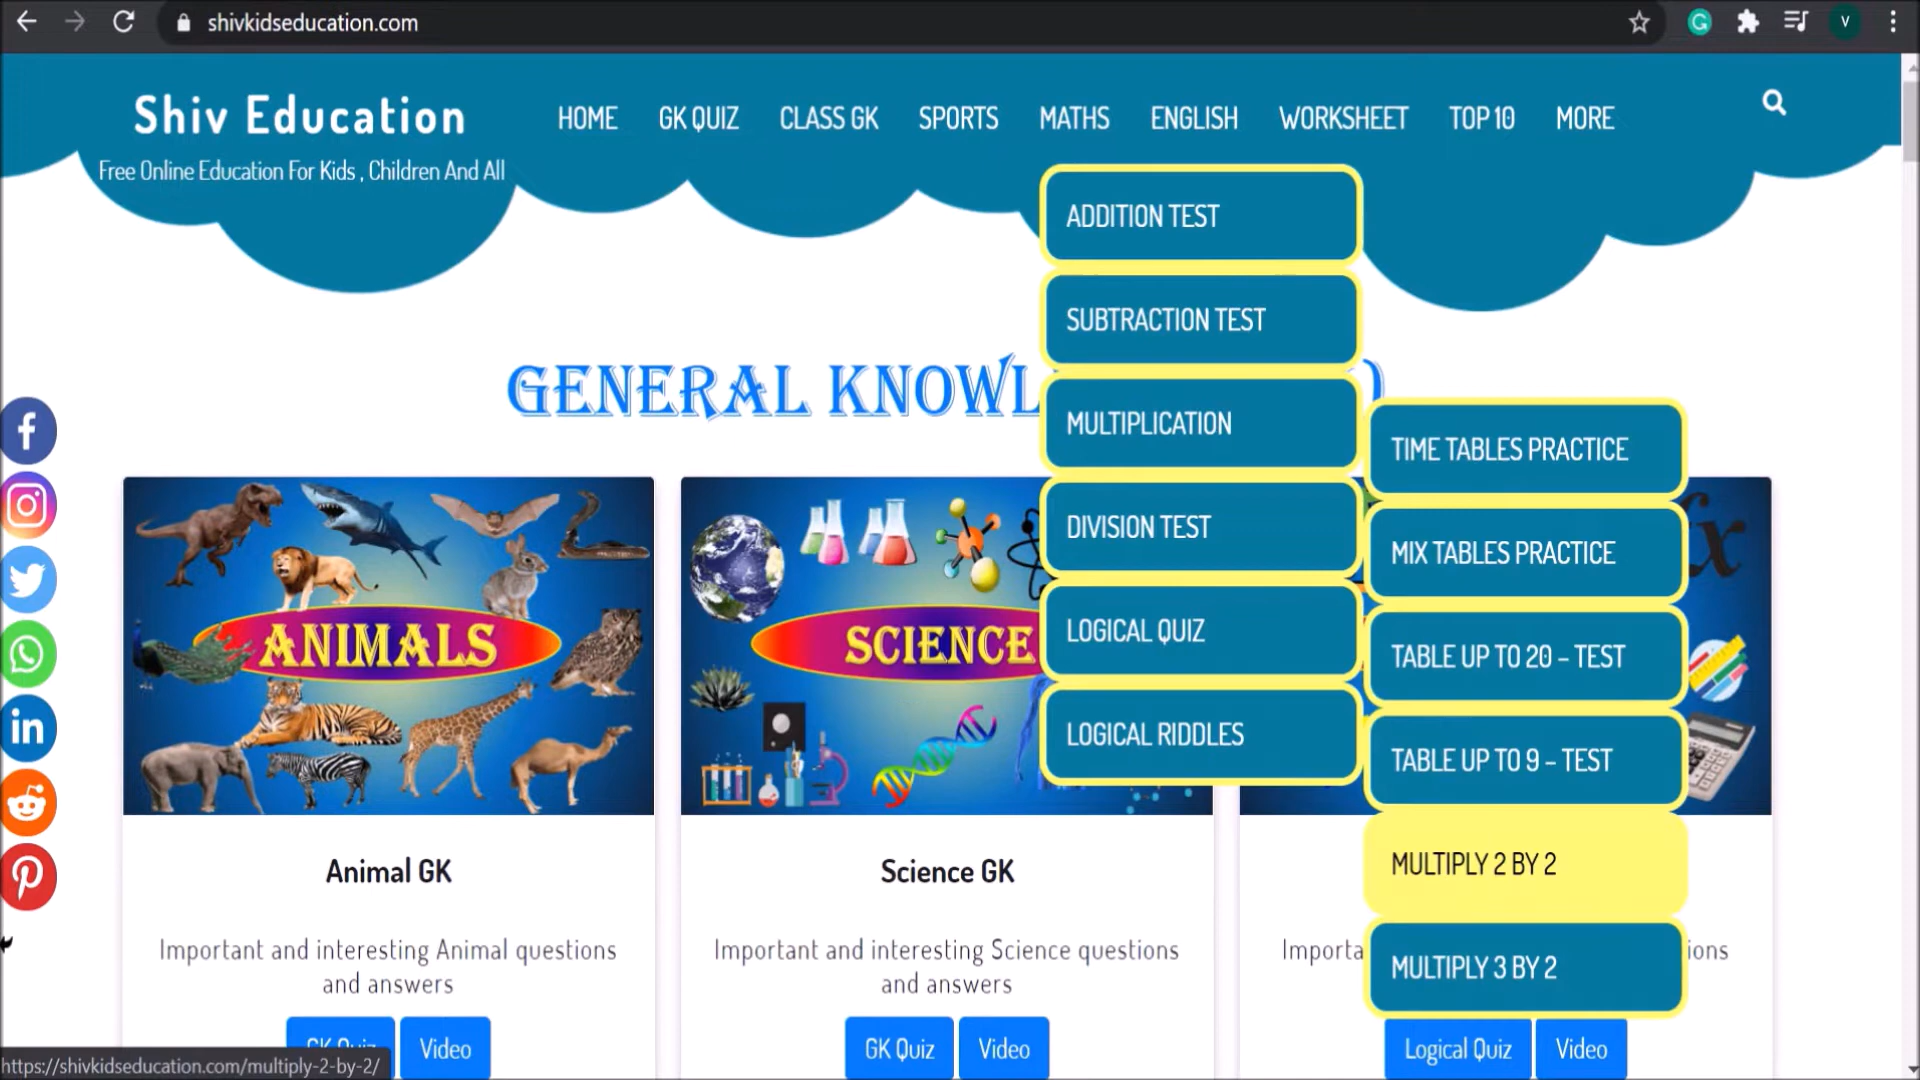 shivkidseducation.com
V
Shiv Education
Free Online Education For Kids , Children And All
HOME
GK QUIZ
CLASS GK
SPORTS
MATHS
ENGLISH
WORKSHEET
TOP 10
MORE
ADDITION TEST
SUBTRACTION TEST
MULTIPLICATION
DIVISION TEST
LOGICAL QUIZ
LOGICAL RIDDLES
TIME TABLES PRACTICE
MIX TABLES PRACTICE
TABLE UP TO 20 – TEST
TABLE UP TO 9 – TEST
MULTIPLY 2 BY 2
MULTIPLY 3 BY 2
GENERAL
ANIMALS
SCIENCE
Animal GK
Important and interesting Animal questions
and answers
GK Quiz
Video
Science GK
Important and interesting Science questions
and answers
GK Quiz
Video
Logical Quiz
Video
https://shivkidseducation.com/multiply-2-by-2/